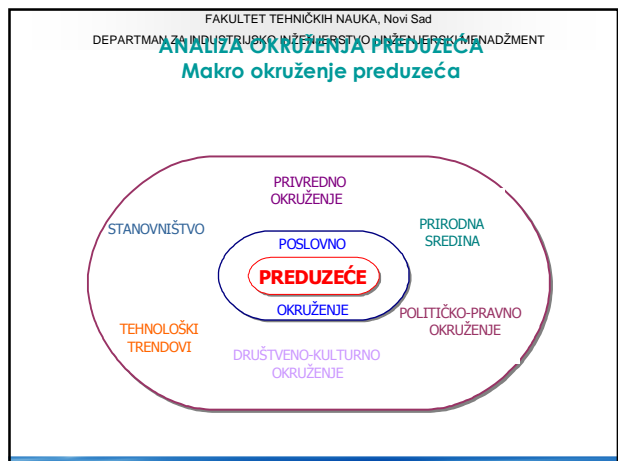 FAKULTET TEHNIČKIH NAUKA, Novi Sad
DEPARTMAN ZA INDUSTRIJSKO INŽENJERSTVO I INŽENJERSKI MENADŽMENT
ANALIZA OKRUŽENJA PREDUZEĆA
Makro okruženje preduzeća
PRIVREDNO
OKRUŽENJE
STANOVNIŠTVO
PRIRODNA
SREDINA
POSLOVNO
PREDUZEĆE
OKRUŽENJE
POLITIČKO-PRAVNO
OKRUŽENJE
TEHNOLOŠKI
TRENDOVI
DRUŠTVENO-KULTURNO
OKRUŽENJE